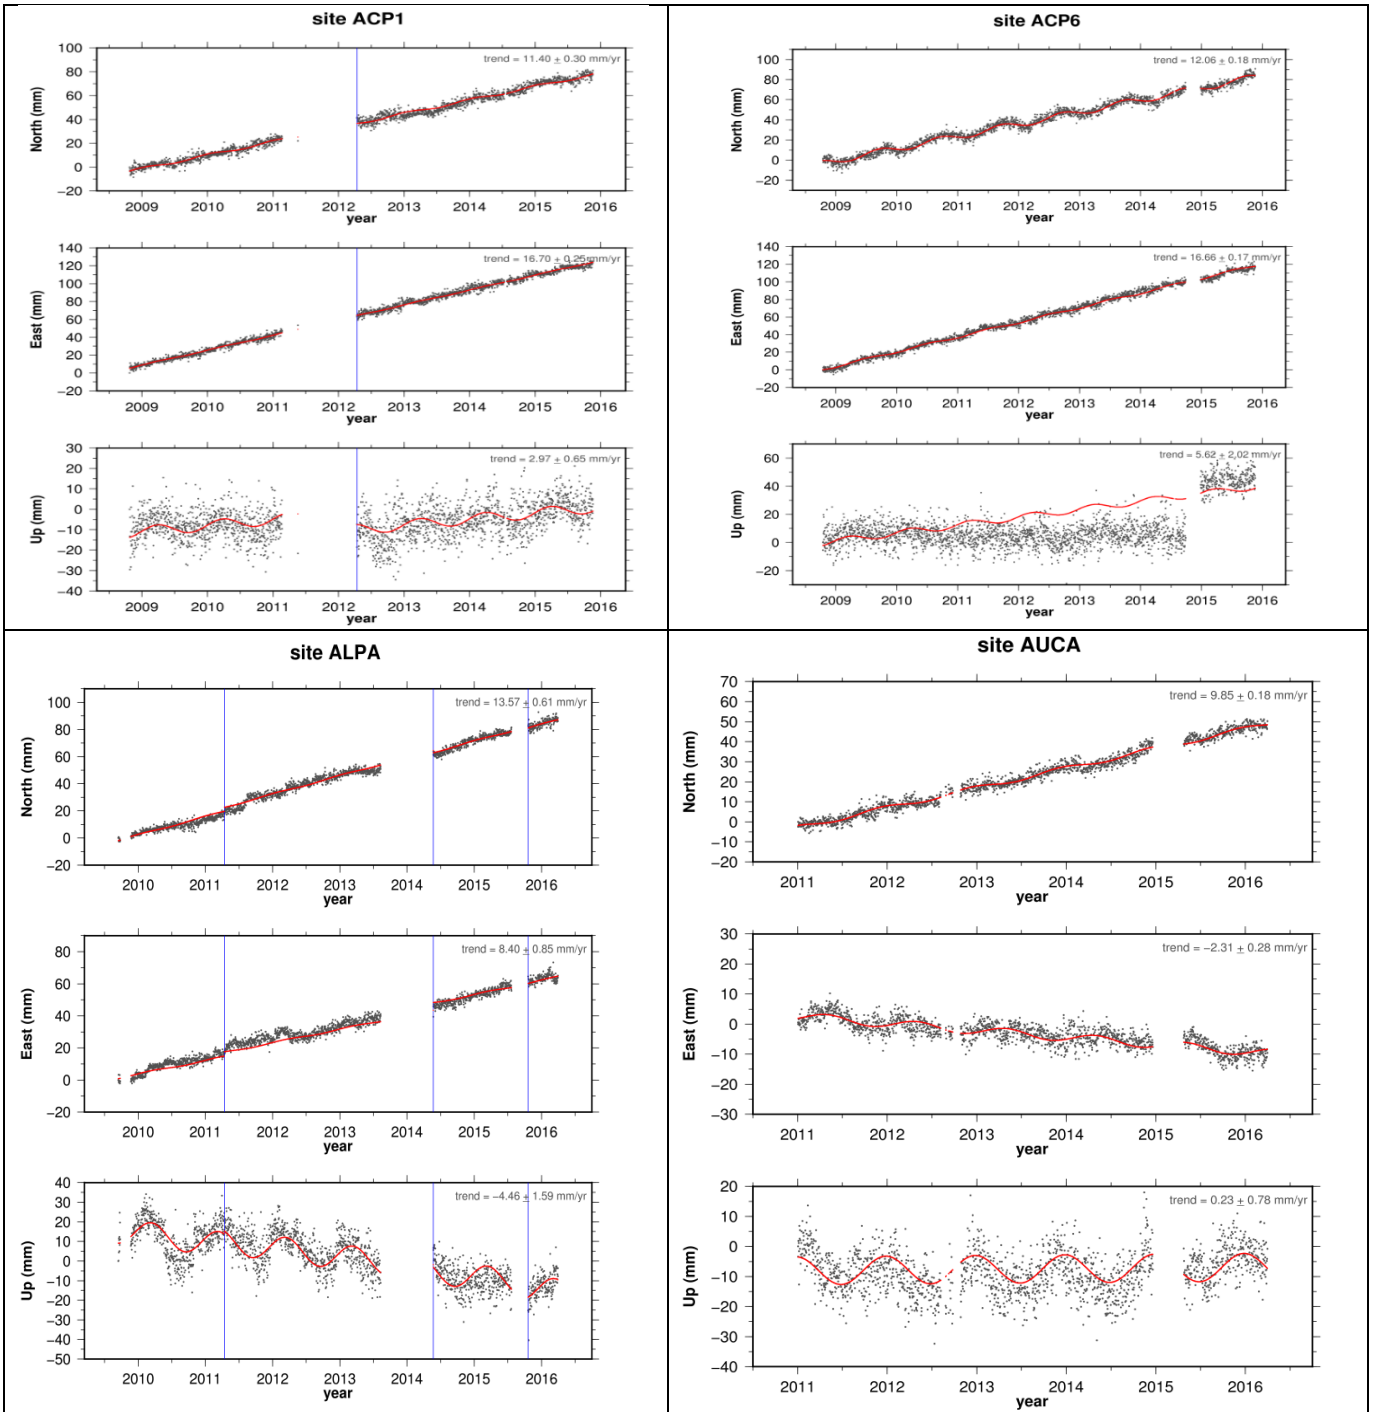 site ACP1
trend = 11.40 ± 0.30 mm/yr
North (mm)
100
80
60
40
20
0
−20
2009 2010 2011 2012 2013 2014 2015 2016
year
trend = 16.70 ± 0.25 mm/yr
East (mm)
140
120
100
80
60
40
20
0
−20
2009 2010 2011 2012 2013 2014 2015 2016
year
trend = 2.97 ± 0.65 mm/yr
Up (mm)
30
20
10
0
−10
−20
−30
−40
2009 2010 2011 2012 2013 2014 2015 2016
year
site ACP6
trend = 12.06 ± 0.18 mm/yr
North (mm)
100
80
60
40
20
0
−20
2009 2010 2011 2012 2013 2014 2015 2016
year
trend = 16.66 ± 0.17 mm/yr
East (mm)
140
120
100
80
60
40
20
0
−20
2009 2010 2011 2012 2013 2014 2015 2016
year
trend = 5.62 ± 2.02 mm/yr
Up (mm)
60
40
20
0
−20
2009 2010 2011 2012 2013 2014 2015 2016
year
site ALPA
trend = 13.57 ± 0.61 mm/yr
North (mm)
100
80
60
40
20
0
−20
2010 2011 2012 2013 2014 2015 2016
year
trend = 8.40 ± 0.85 mm/yr
East (mm)
80
60
40
20
0
−20
2010 2011 2012 2013 2014 2015 2016
year
trend = −4.46 ± 1.59 mm/yr
Up (mm)
40
30
20
10
0
−10
−20
−30
−40
−50
2010 2011 2012 2013 2014 2015 2016
year
site AUCA
trend = 9.85 ± 0.18 mm/yr
North (mm)
70
60
50
40
30
20
10
0
−10
−20
2011 2012 2013 2014 2015 2016
year
trend = −2.31 ± 0.28 mm/yr
East (mm)
30
20
10
0
−10
−20
−30
2011 2012 2013 2014 2015 2016
year
trend = 0.23 ± 0.78 mm/yr
Up (mm)
20
10
0
−10
−20
−30
−40
2011 2012 2013 2014 2015 2016
year